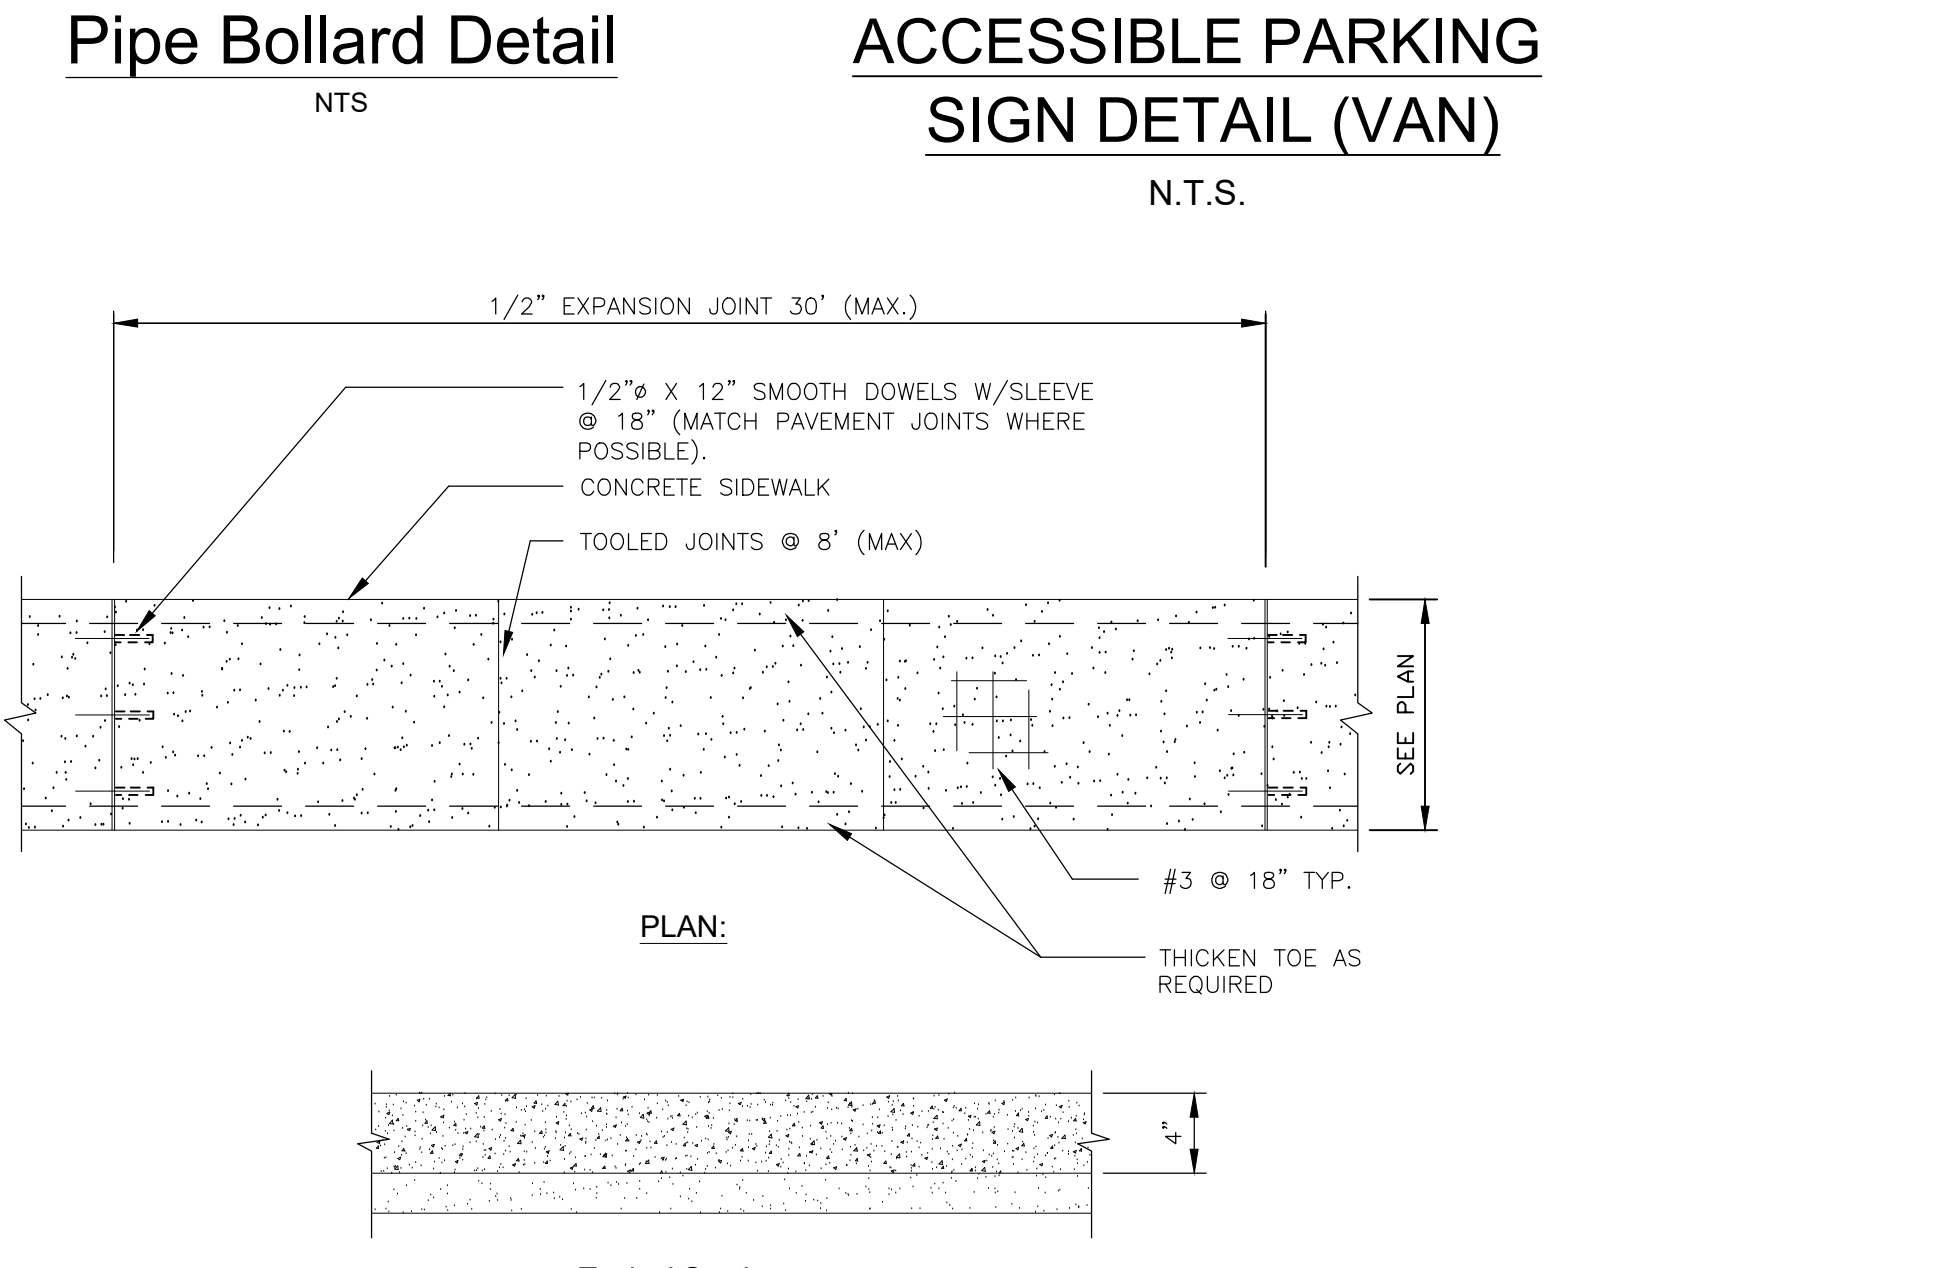 Pipe Bollard Detail
NTS
ACCESSIBLE PARKING
SIGN DETAIL (VAN)
N.T.S.
1/2" EXPANSION JOINT 30' (MAX.)
1/2"ø X 12" SMOOTH DOWELS W/SLEEVE
@ 18" (MATCH PAVEMENT JOINTS WHERE
POSSIBLE).
CONCRETE SIDEWALK
TOOLED JOINTS @ 8' (MAX)
SEE PLAN
#3 @ 18" TYP.
PLAN:
THICKEN TOE AS
REQUIRED
4"